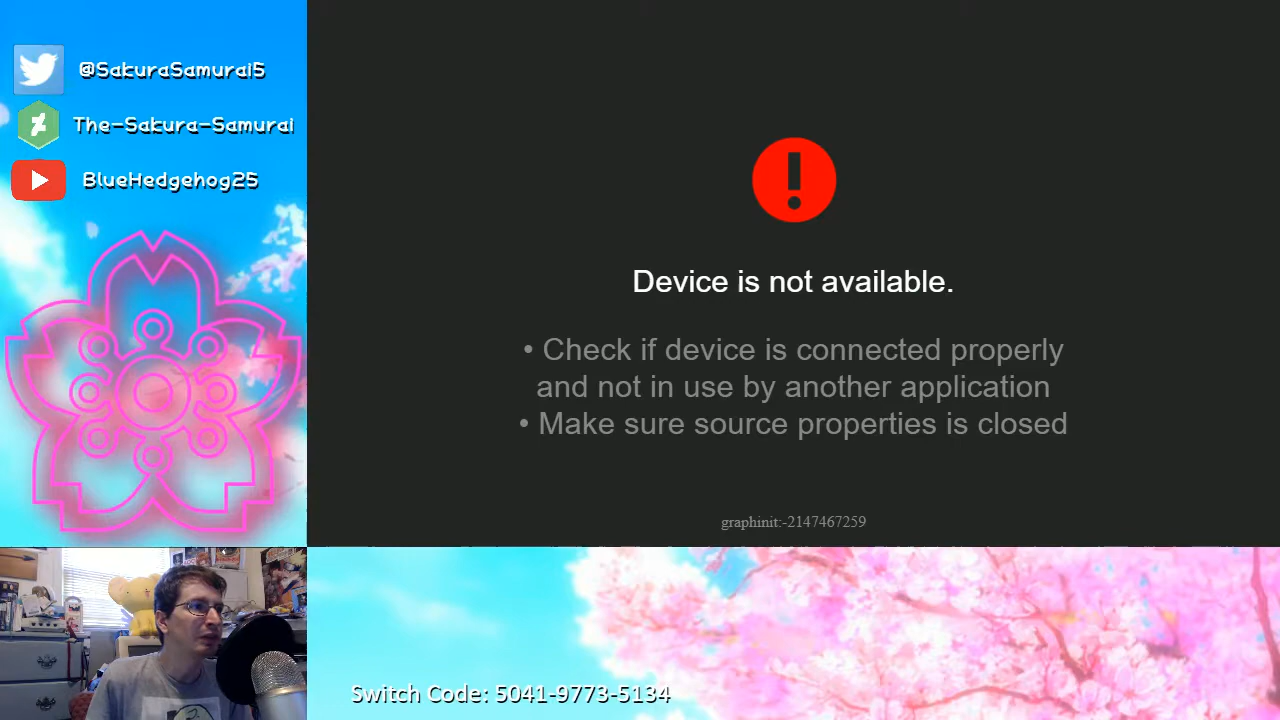 @SakuraSamurai5
The-Sakura-Samurai
BlueHedgehog25
Device is not available.
• Check if device is connected properly
and not in use by another application
• Make sure source properties is closed
graphinit:-2147467259
Switch Code: 5041-9773-5134